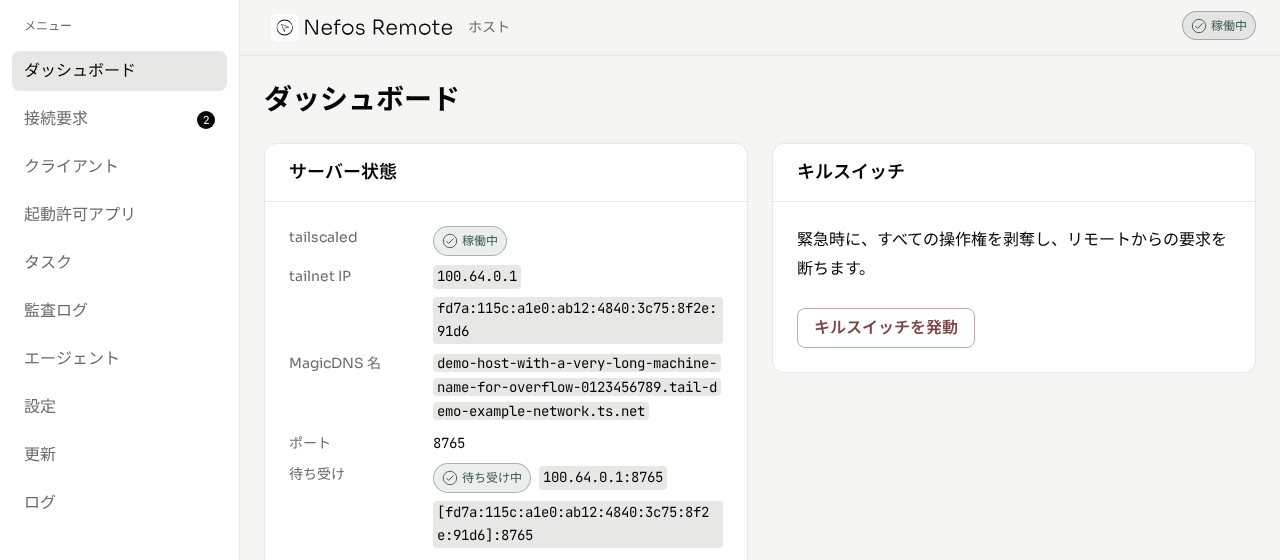 メニュー
ダッシュボード
接続要求 2
クライアント
起動許可アプリ
タスク
監査ログ
エージェント
設定
更新
ログ
Nefos Remote ホスト
稼働中
ダッシュボード
サーバー状態
tailscaled 稼働中
tailnet IP 100.64.0.1
fd7a:115c:a1e0:ab12:4840:3c75:8f2e:
91d6
MagicDNS 名 demo-host-with-a-very-long-machine-
name-for-overflow-0123456789.tail-d
emo-example-network.ts.net
ポート 8765
待ち受け 待ち受け中 100.64.0.1:8765
[fd7a:115c:a1e0:ab12:4840:3c75:8f2
e:91d6]:8765
キルスイッチ
緊急時に、すべての操作権を剥奪し、リモートからの要求を
断ちます。
キルスイッチを発動